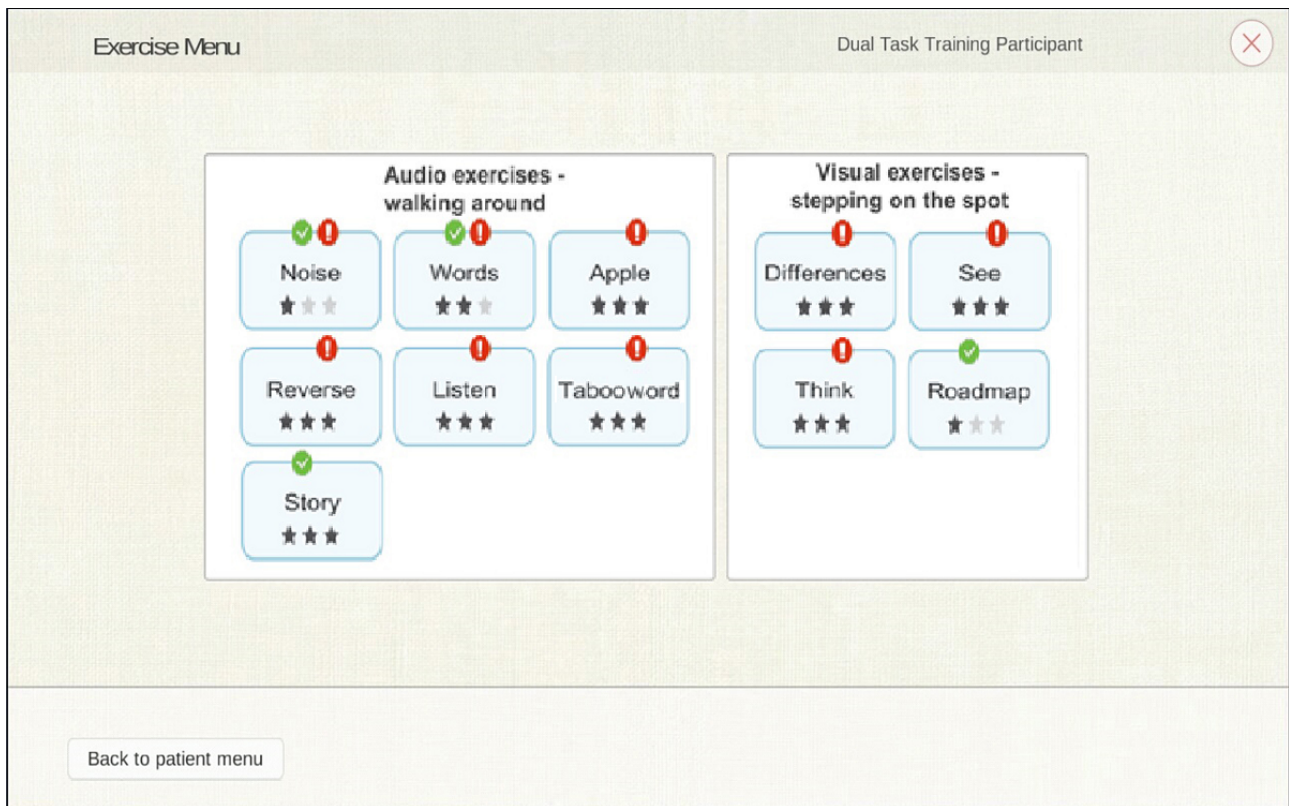 Exercise Menu
Dual Task Training Participant
Audio exercises -
walking around
Noise
Words
Apple
Reverse
Listen
Tabooword
Story
Visual exercises -
stepping on the spot
Differences
See
Think
Roadmap
Back to patient menu